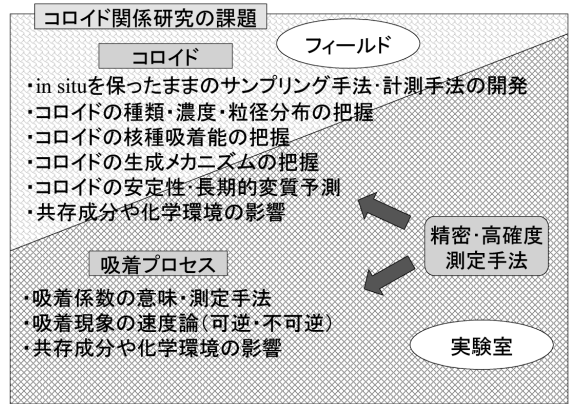 コロイド関係研究の課題
フィールド
コロイド
・in situを保ったままのサンプリング手法・計測手法の開発
・コロイドの種類・濃度・粒径分布の把握
・コロイドの核種吸着能の把握
・コロイドの生成メカニズムの把握
・コロイドの安定性・長期的変質予測
・共存成分や化学環境の影響
精密・高確度
測定手法
吸着プロセス
・吸着係数の意味・測定手法
・吸着現象の速度論(可逆・不可逆)
・共存成分や化学環境の影響
実験室